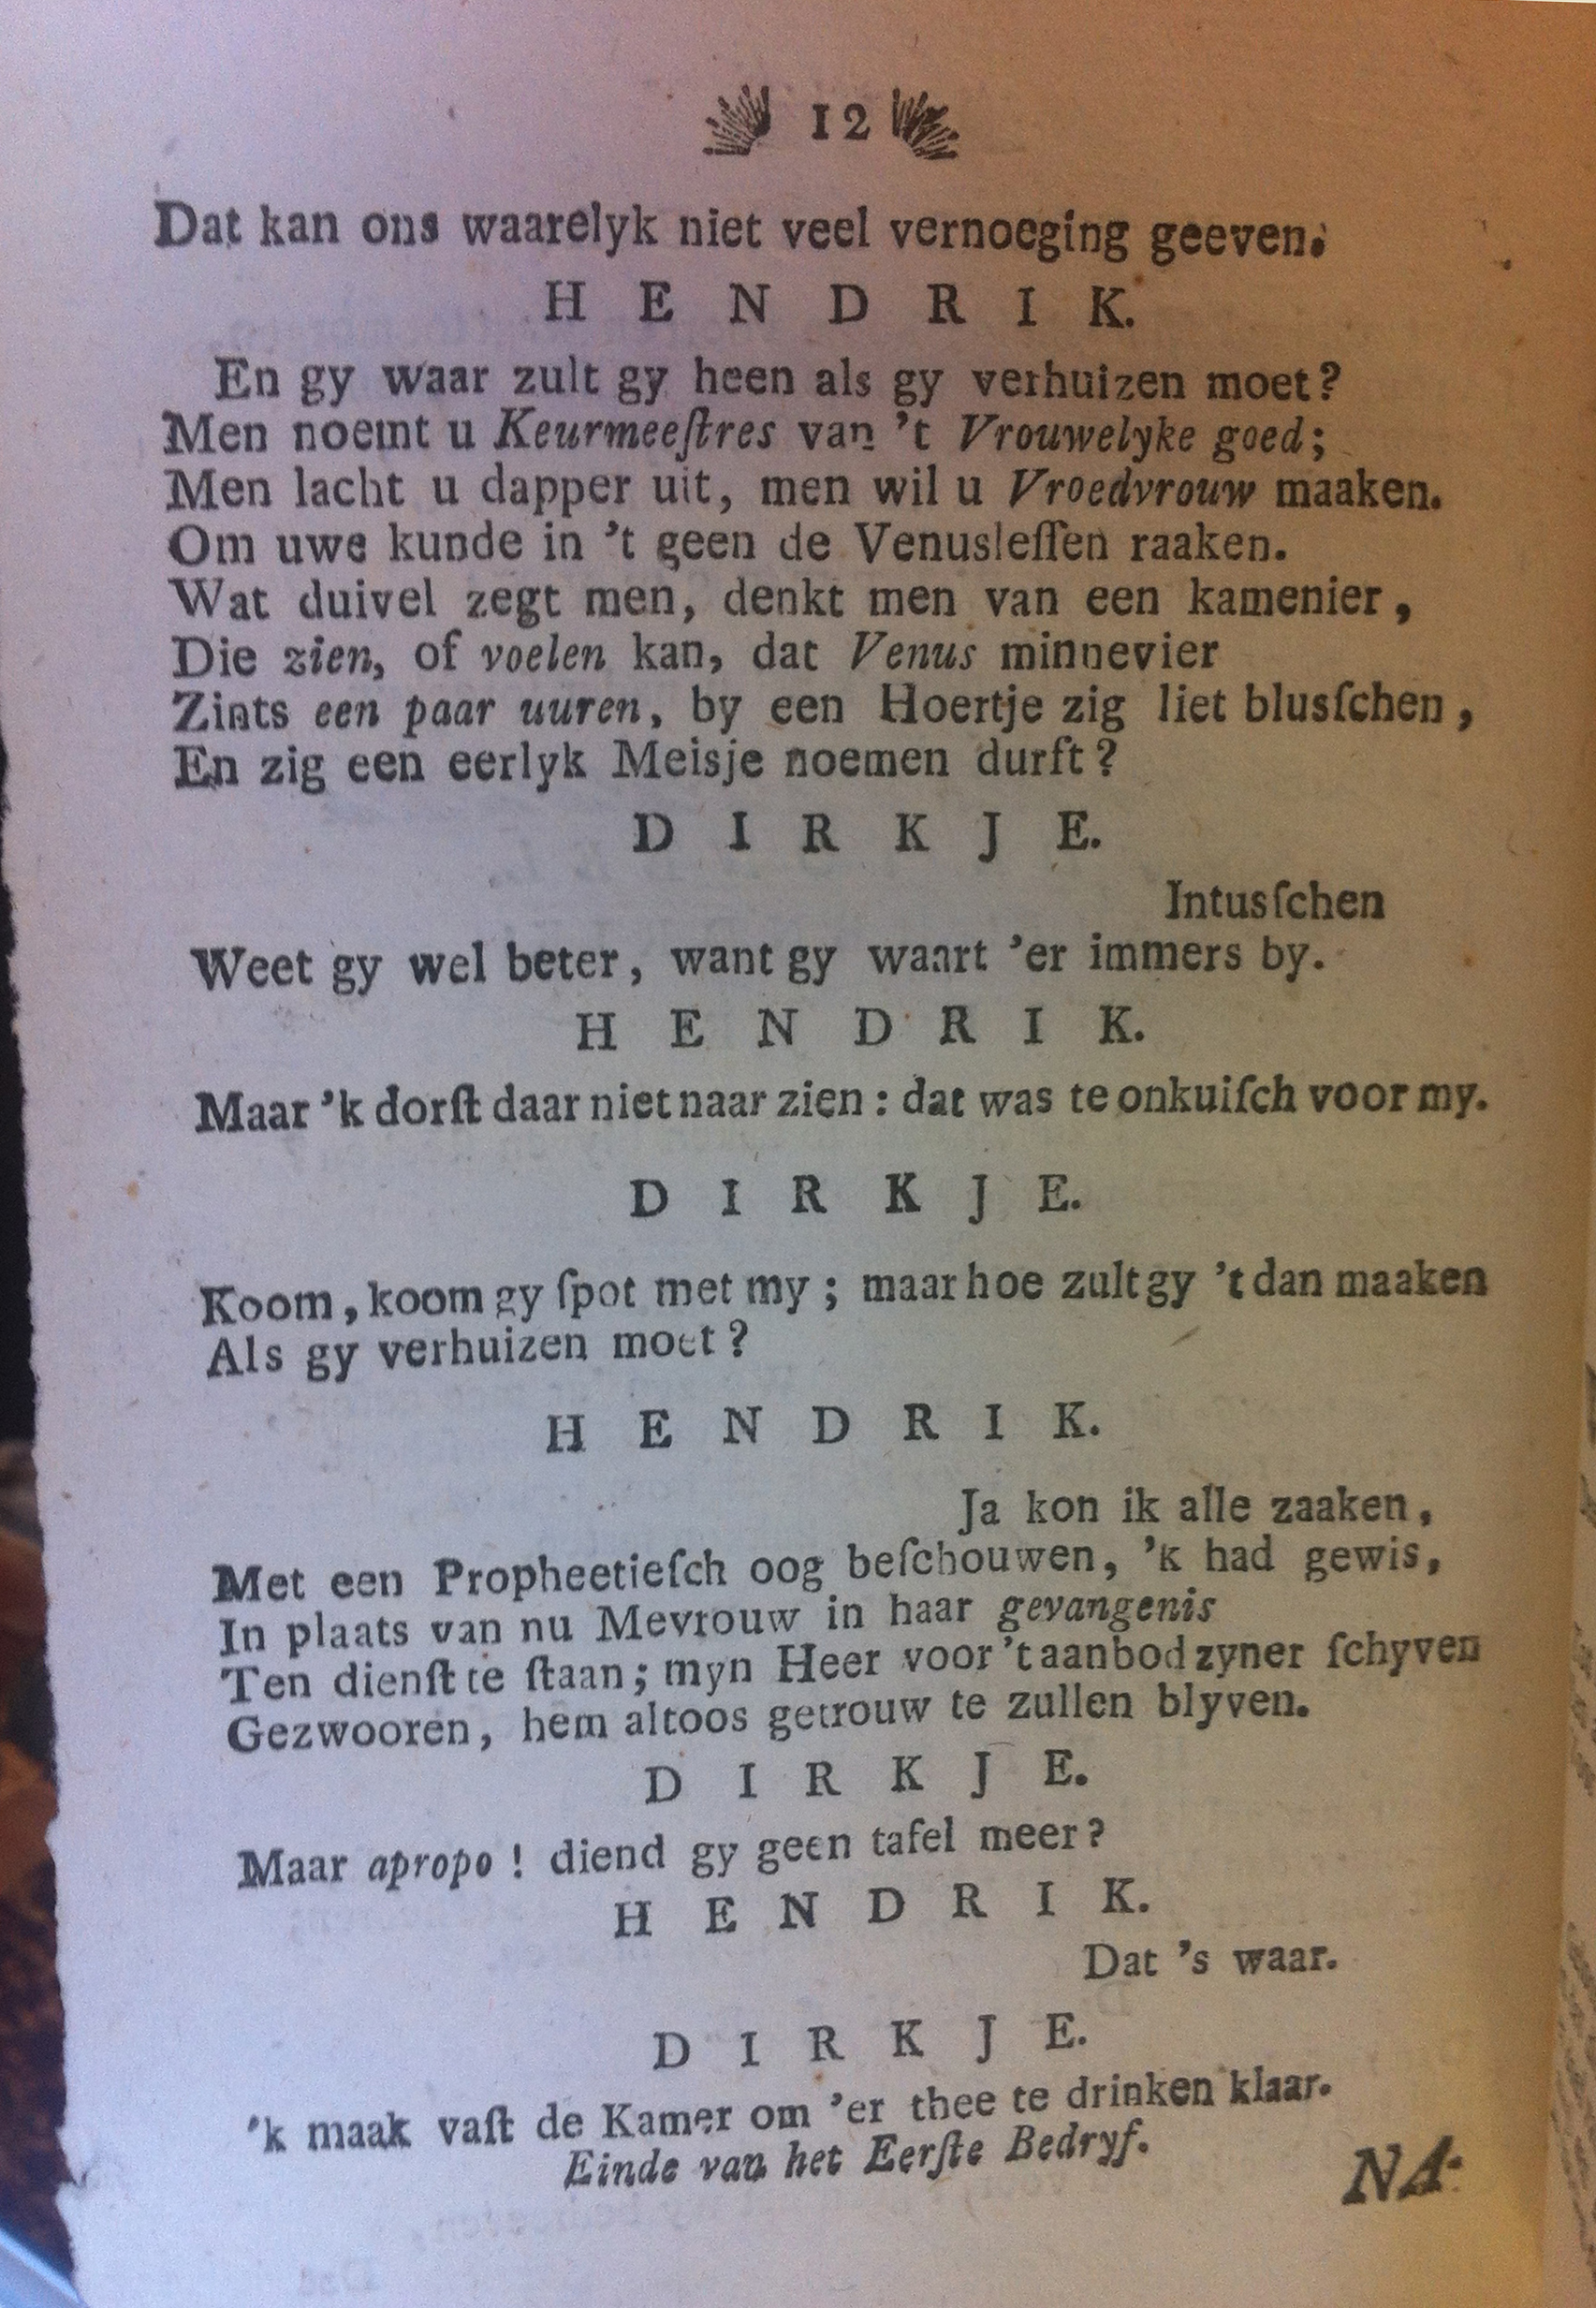 12
Dat kan ons waarelyk niet veel vernoeging geeven.
HENDRIK.
En gy waar zult gy heen als gy verhuizen moet?
Men noemt u Keurmeeſtres van 't Vrouwelyke goed;
Men lacht u dapper uit, men wil u Vroedvrouw maaken.
Om uwe kunde in 't geen de Venusleſſen raaken.
Wat duivel zegt men, denkt men van een kamenier,
Die zien, of voelen kan, dat Venus minnevier
Zints een paar uuren, by een Hoertje zig liet blusſchen,
En zig een eerlyk Meisje noemen durft?
DIRKJE.
Intusſchen
Weet gy wel beter, want gy waart 'er immers by.
HENDRIK.
Maar 'k dorſt daar niet naar zien: dat was te onkuiſch voor my.
DIRKJE.
Koom, koom gy ſpot met my; maar hoe zult gy 't dan maaken
Als gy verhuizen moet?
HENDRIK.
Ja kon ik alle zaaken,
Met een Propheetieſch oog beſchouwen, 'k had gewis,
In plaats van nu Mevrouw in haar gevangenis
Ten dienſt te ſtaan; myn Heer voor 't aanbod zyner ſchyven
Gezwooren, hem altoos getrouw te zullen blyven.
DIRKJE.
Maar apropo! diend gy geen tafel meer?
HENDRIK.
Dat 's waar.
DIRKJE.
'k maak vaſt de Kamer om 'er thee te drinken klaar.
Einde van het Eerſte Bedryf.
NA-